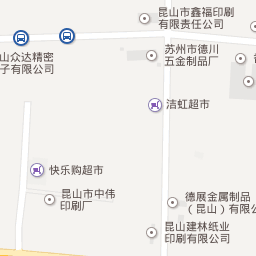 昆山市鑫福印刷
有限责任公司
苏州市德川
五金制品厂
山众达精密
子有限公司
洁虹超市
快乐购超市
昆山市中伟
印刷厂
德展金属制品
（昆山）有限公
昆山建林纸业
印刷有限公司